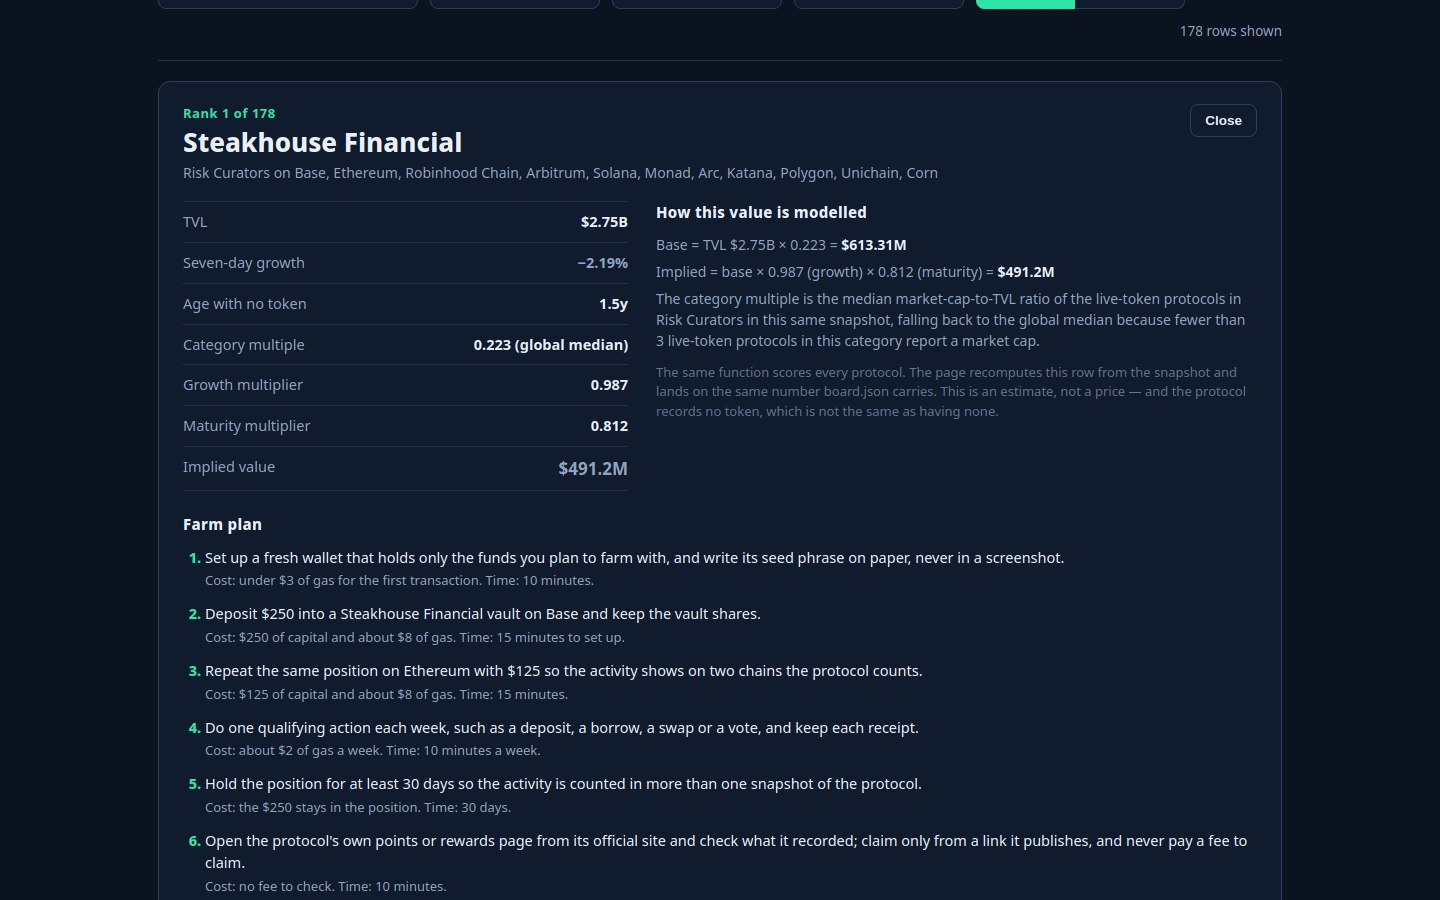 178 rows shown
Rank 1 of 178
Steakhouse Financial
Close
Risk Curators on Base, Ethereum, Robinhood Chain, Arbitrum, Solana, Monad, Arc, Katana, Polygon, Unichain, Corn
TVL $2.75B
Seven-day growth −2.19%
Age with no token 1.5y
Category multiple 0.223 (global median)
Growth multiplier 0.987
Maturity multiplier 0.812
Implied value $491.2M
How this value is modelled
Base = TVL $2.75B × 0.223 = $613.31M
Implied = base × 0.987 (growth) × 0.812 (maturity) = $491.2M
The category multiple is the median market-cap-to-TVL ratio of the live-token protocols in
Risk Curators in this same snapshot, falling back to the global median because fewer than
3 live-token protocols in this category report a market cap.
The same function scores every protocol. The page recomputes this row from the snapshot and
lands on the same number board.json carries. This is an estimate, not a price — and the protocol
records no token, which is not the same as having none.
Farm plan
1. Set up a fresh wallet that holds only the funds you plan to farm with, and write its seed phrase on paper, never in a screenshot.
Cost: under $3 of gas for the first transaction. Time: 10 minutes.
2. Deposit $250 into a Steakhouse Financial vault on Base and keep the vault shares.
Cost: $250 of capital and about $8 of gas. Time: 15 minutes to set up.
3. Repeat the same position on Ethereum with $125 so the activity shows on two chains the protocol counts.
Cost: $125 of capital and about $8 of gas. Time: 15 minutes.
4. Do one qualifying action each week, such as a deposit, a borrow, a swap or a vote, and keep each receipt.
Cost: about $2 of gas a week. Time: 10 minutes a week.
5. Hold the position for at least 30 days so the activity is counted in more than one snapshot of the protocol.
Cost: the $250 stays in the position. Time: 30 days.
6. Open the protocol's own points or rewards page from its official site and check what it recorded; claim only from a link it publishes, and never pay a fee to
claim.
Cost: no fee to check. Time: 10 minutes.